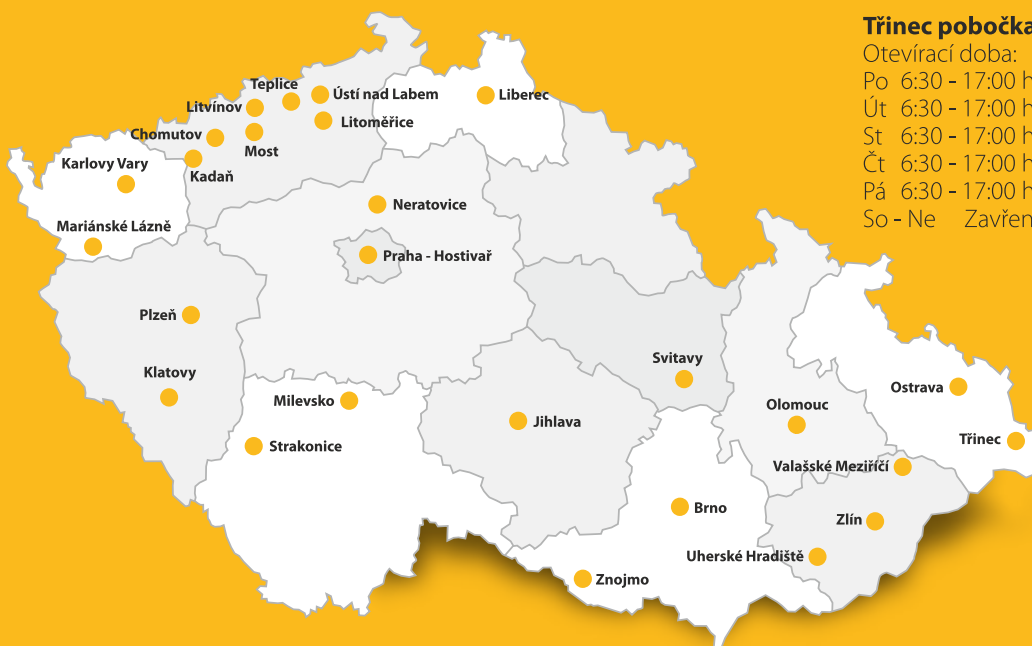 Třinec pobočka
Otevírací doba:
Po 6:30 - 17:00 h
Út 6:30 - 17:00 h
St 6:30 - 17:00 h
Čt 6:30 - 17:00 h
Pá 6:30 - 17:00 h
So - Ne Zavřen
Teplice
Ústí nad Labem
Liberec
Litvínov
Litoměřice
Chomutov
Most
Karlovy Vary
Kadaň
Neratovice
Mariánské Lázně
Praha - Hostivař
Plzeň
Svitavy
Klatovy
Ostrava
Milevsko
Olomouc
Jihlava
Třinec
Strakonice
Valašské Meziříčí
Brno
Zlín
Uherské Hradiště
Znojmo